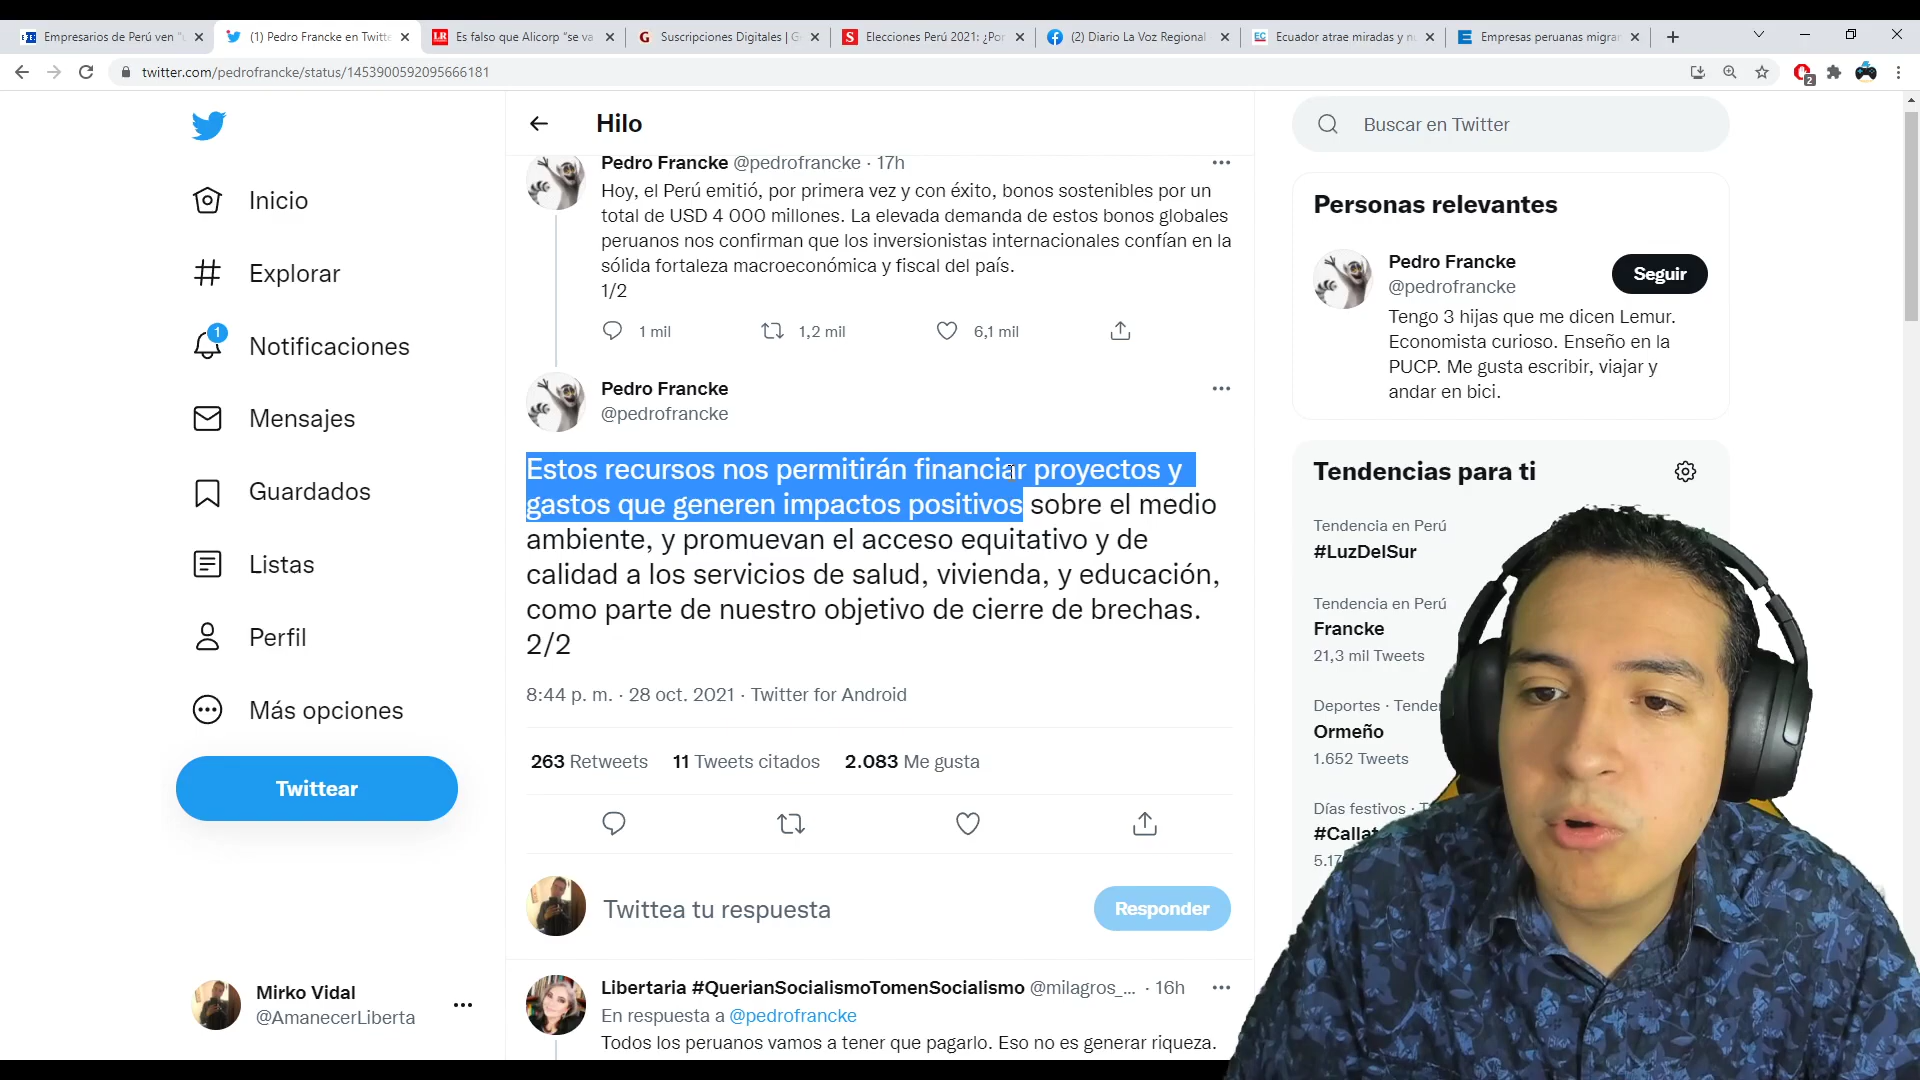 Empresarios de Perú ven "u
(1) Pedro Francke en Twitte
Es falso que Alicorp "se va
Suscripciones Digitales | G
Elecciones Perú 2021: ¿Por
(2) Diario La Voz Regional
Ecuador atrae miradas y n
Empresas peruanas migra
twitter.com/pedrofrancke/status/1453900592095666181
2
Inicio
Explorar
1
Notificaciones
Mensajes
Guardados
Listas
Perfil
Más opciones
Twittear
Mirko Vidal
@AmanecerLiberta
Hilo
Pedro Francke @pedrofrancke · 17h
Hoy, el Perú emitió, por primera vez y con éxito, bonos sostenibles por un
total de USD 4 000 millones. La elevada demanda de estos bonos globales
peruanos nos confirman que los inversionistas internacionales confían en la
sólida fortaleza macroeconómica y fiscal del país.
1/2
1 mil 1,2 mil 6,1 mil
Pedro Francke
@pedrofrancke
Estos recursos nos permitirán financiar proyectos y
gastos que generen impactos positivos sobre el medio
ambiente, y promuevan el acceso equitativo y de
calidad a los servicios de salud, vivienda, y educación,
como parte de nuestro objetivo de cierre de brechas.
2/2
8:44 p. m. · 28 oct. 2021 · Twitter for Android
263 Retweets 11 Tweets citados 2.083 Me gusta
Twittea tu respuesta
Responder
Libertaria #QuerianSocialismoTomenSocialismo @milagros_... · 16h
En respuesta a @pedrofrancke
Todos los peruanos vamos a tener que pagarlo. Eso no es generar riqueza.
Buscar en Twitter
Personas relevantes
Pedro Francke
@pedrofrancke
Seguir
Tengo 3 hijas que me dicen Lemur.
Economista curioso. Enseño en la
PUCP. Me gusta escribir, viajar y
andar en bici.
Tendencias para ti
Tendencia en Perú
#LuzDelSur
Tendencia en Perú
Francke
21,3 mil Tweets
Deportes · Tende
Ormeño
1.652 Tweets
Días festivos · T
#Calla
5.17